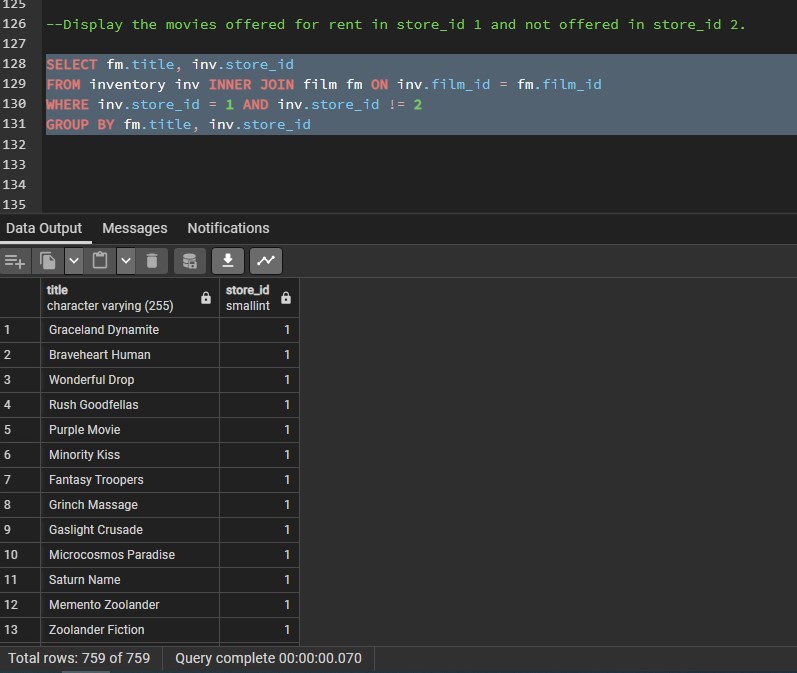 125
126 --Display the movies offered for rent in store_id 1 and not offered in store_id 2.
127
128 SELECT fm.title, inv.store_id
129 FROM inventory inv INNER JOIN film fm ON inv.film_id = fm.film_id
130 WHERE inv.store_id = 1 AND inv.store_id != 2
131 GROUP BY fm.title, inv.store_id
132
133
134
135
Data Output Messages Notifications
title store_id
character varying (255) smallint
1 Graceland Dynamite 1
2 Braveheart Human 1
3 Wonderful Drop 1
4 Rush Goodfellas 1
5 Purple Movie 1
6 Minority Kiss 1
7 Fantasy Troopers 1
8 Grinch Massage 1
9 Gaslight Crusade 1
10 Microcosmos Paradise 1
11 Saturn Name 1
12 Memento Zoolander 1
13 Zoolander Fiction 1
Total rows: 759 of 759 Query complete 00:00:00.070